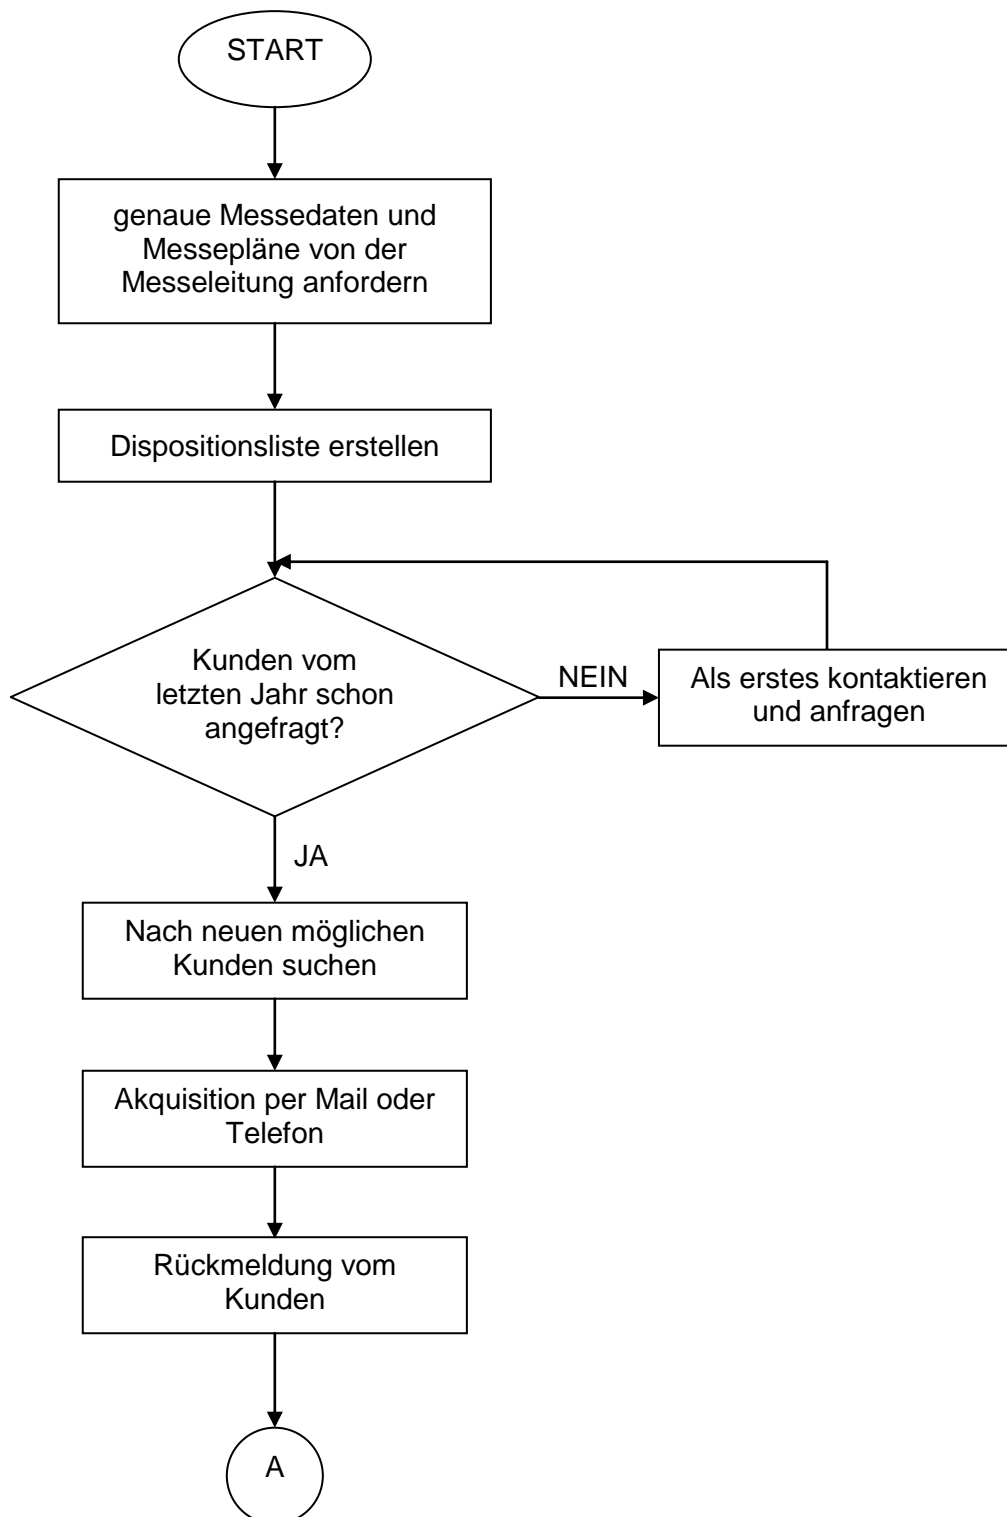 START
genaue Messedaten und
Messepläne von der
Messeleitung anfordern
Dispositionsliste erstellen
Kunden vom
letzten Jahr schon
angefragt?
NEIN
Als erstes kontaktieren
und anfragen
JA
Nach neuen möglichen
Kunden suchen
Akquisition per Mail oder
Telefon
Rückmeldung vom
Kunden
A